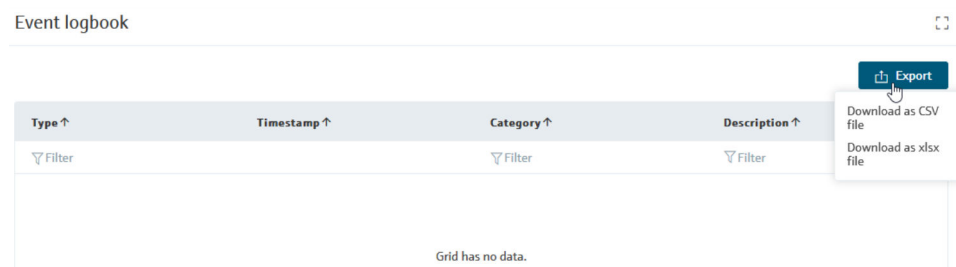 Event logbook
Export
Type↑ Timestamp↑ Category↑ Description↑
Download as CSV
file
Filter Filter Filter
Download as xlsx
file
Grid has no data.